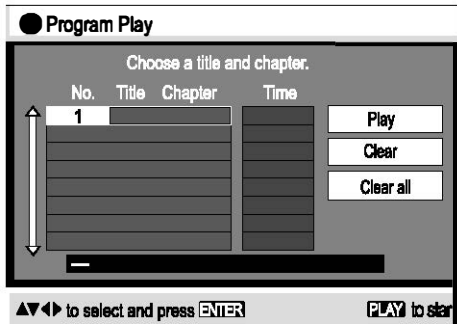 Program Play
Choose a title and chapter.
No. Title Chapter Time
1
Play
Clear
Clear all
to select and press ENTER PLAY to star